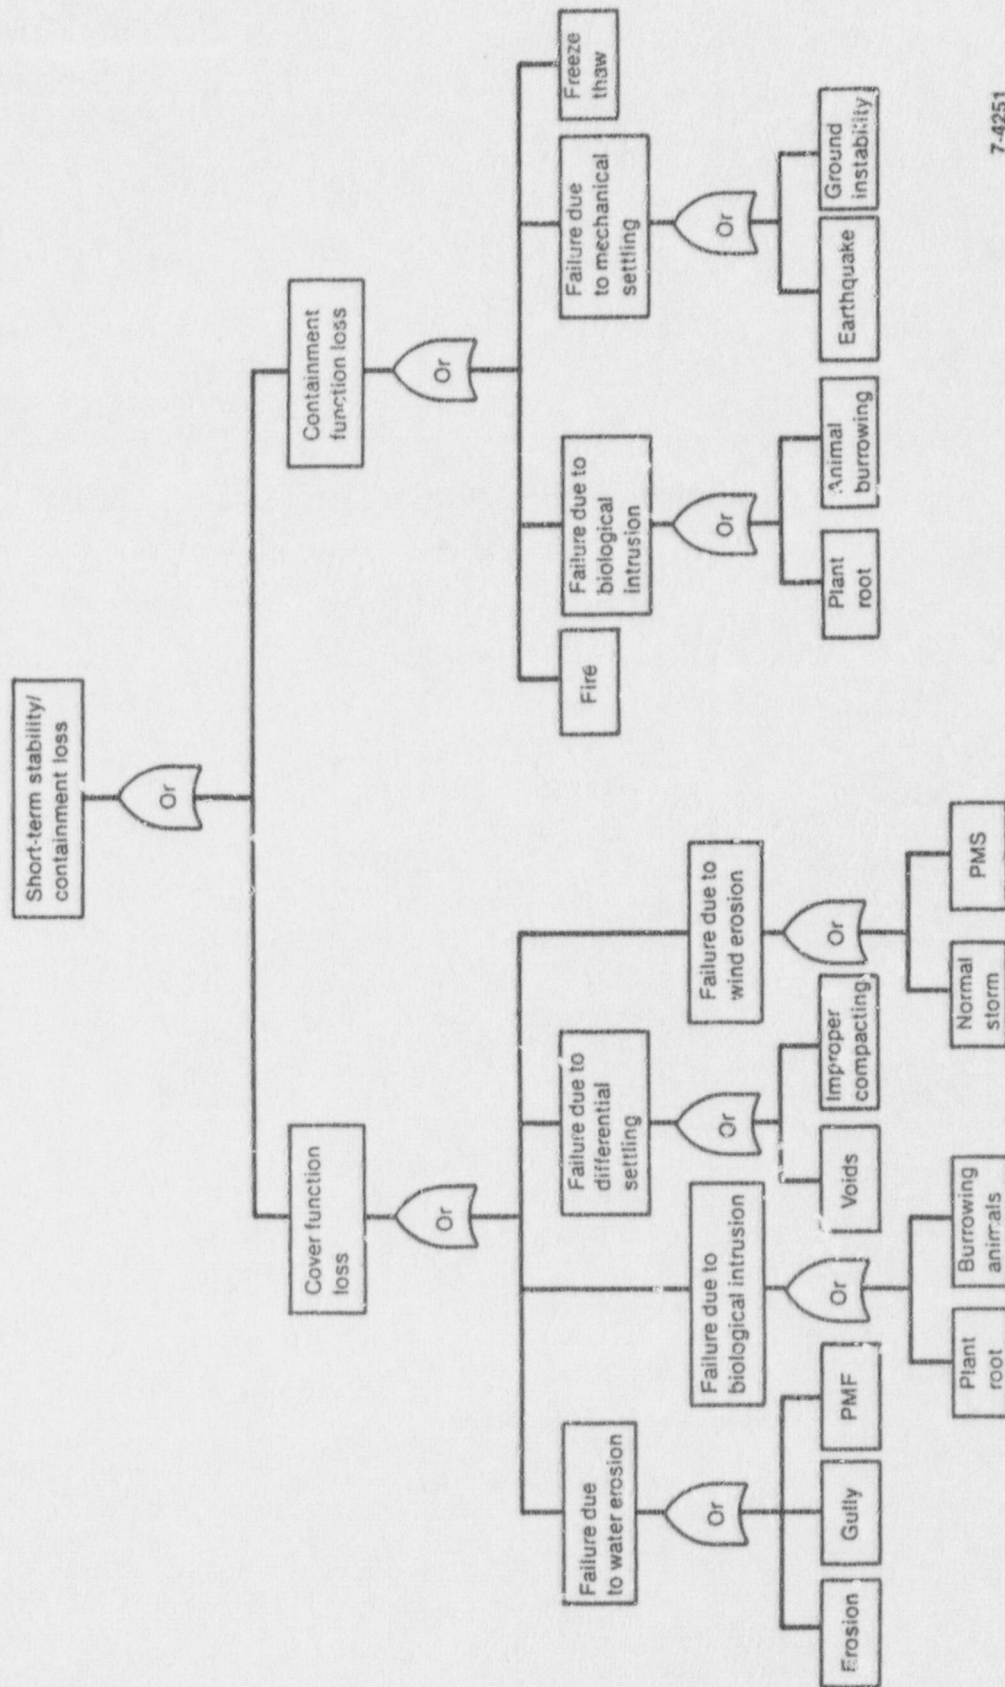 Short-term stability/
containment loss
Or
Cover function
loss
Or
Containment
function loss
Or
Failure due
to water erosion
Or
Erosion
Gully
PMF
Failure due to
biological intrusion
Or
Plant
root
Burrowing
animals
Failure due to
differential
settling
Or
Voids
Improper
compacting
Failure due to
wind erosion
Or
Normal
storm
PMS
Fire
Failure due to
biological
intrusion
Or
Plant
root
Animal
burrowing
Failure due
to mechanical
settling
Or
Earthquake
Ground
instability
Freeze
thaw
7-4251